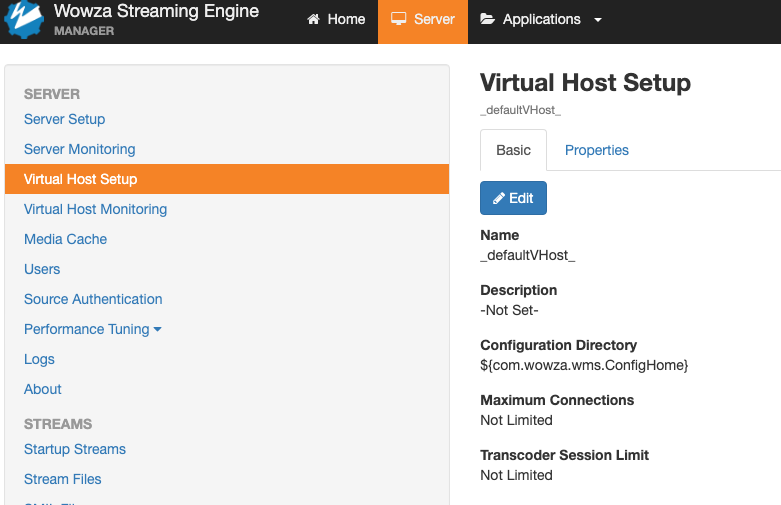 Wowza Streaming Engine
MANAGER
Home
Server
Applications
SERVER
Server Setup
Server Monitoring
Virtual Host Setup
Virtual Host Monitoring
Media Cache
Users
Source Authentication
Performance Tuning
Logs
About
STREAMS
Startup Streams
Stream Files
Virtual Host Setup
_defaultVHost_
Basic
Properties
Edit
Name
_defaultVHost_
Description
-Not Set-
Configuration Directory
${com.wowza.wms.ConfigHome}
Maximum Connections
Not Limited
Transcoder Session Limit
Not Limited